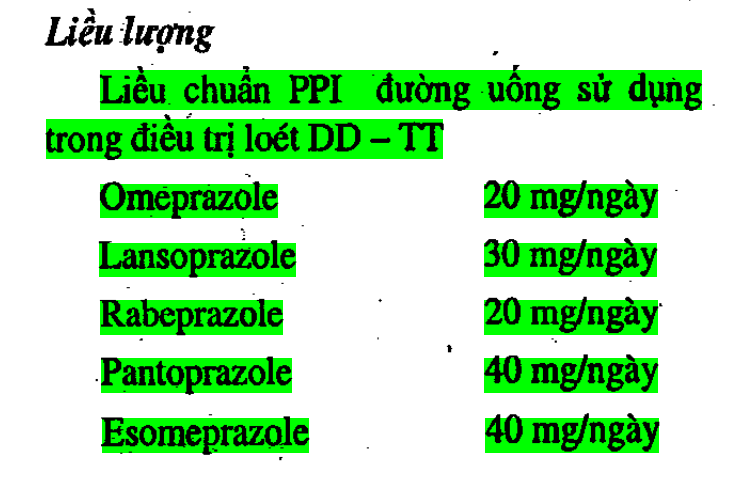 Liều lượng
Liều chuẩn PPI đường uống sử dụng
trong điều trị loét DD – TT
Omeprazole 20 mg/ngày
Lansoprazole 30 mg/ngày
Rabeprazole 20 mg/ngày
Pantoprazole 40 mg/ngày
Esomeprazole 40 mg/ngày